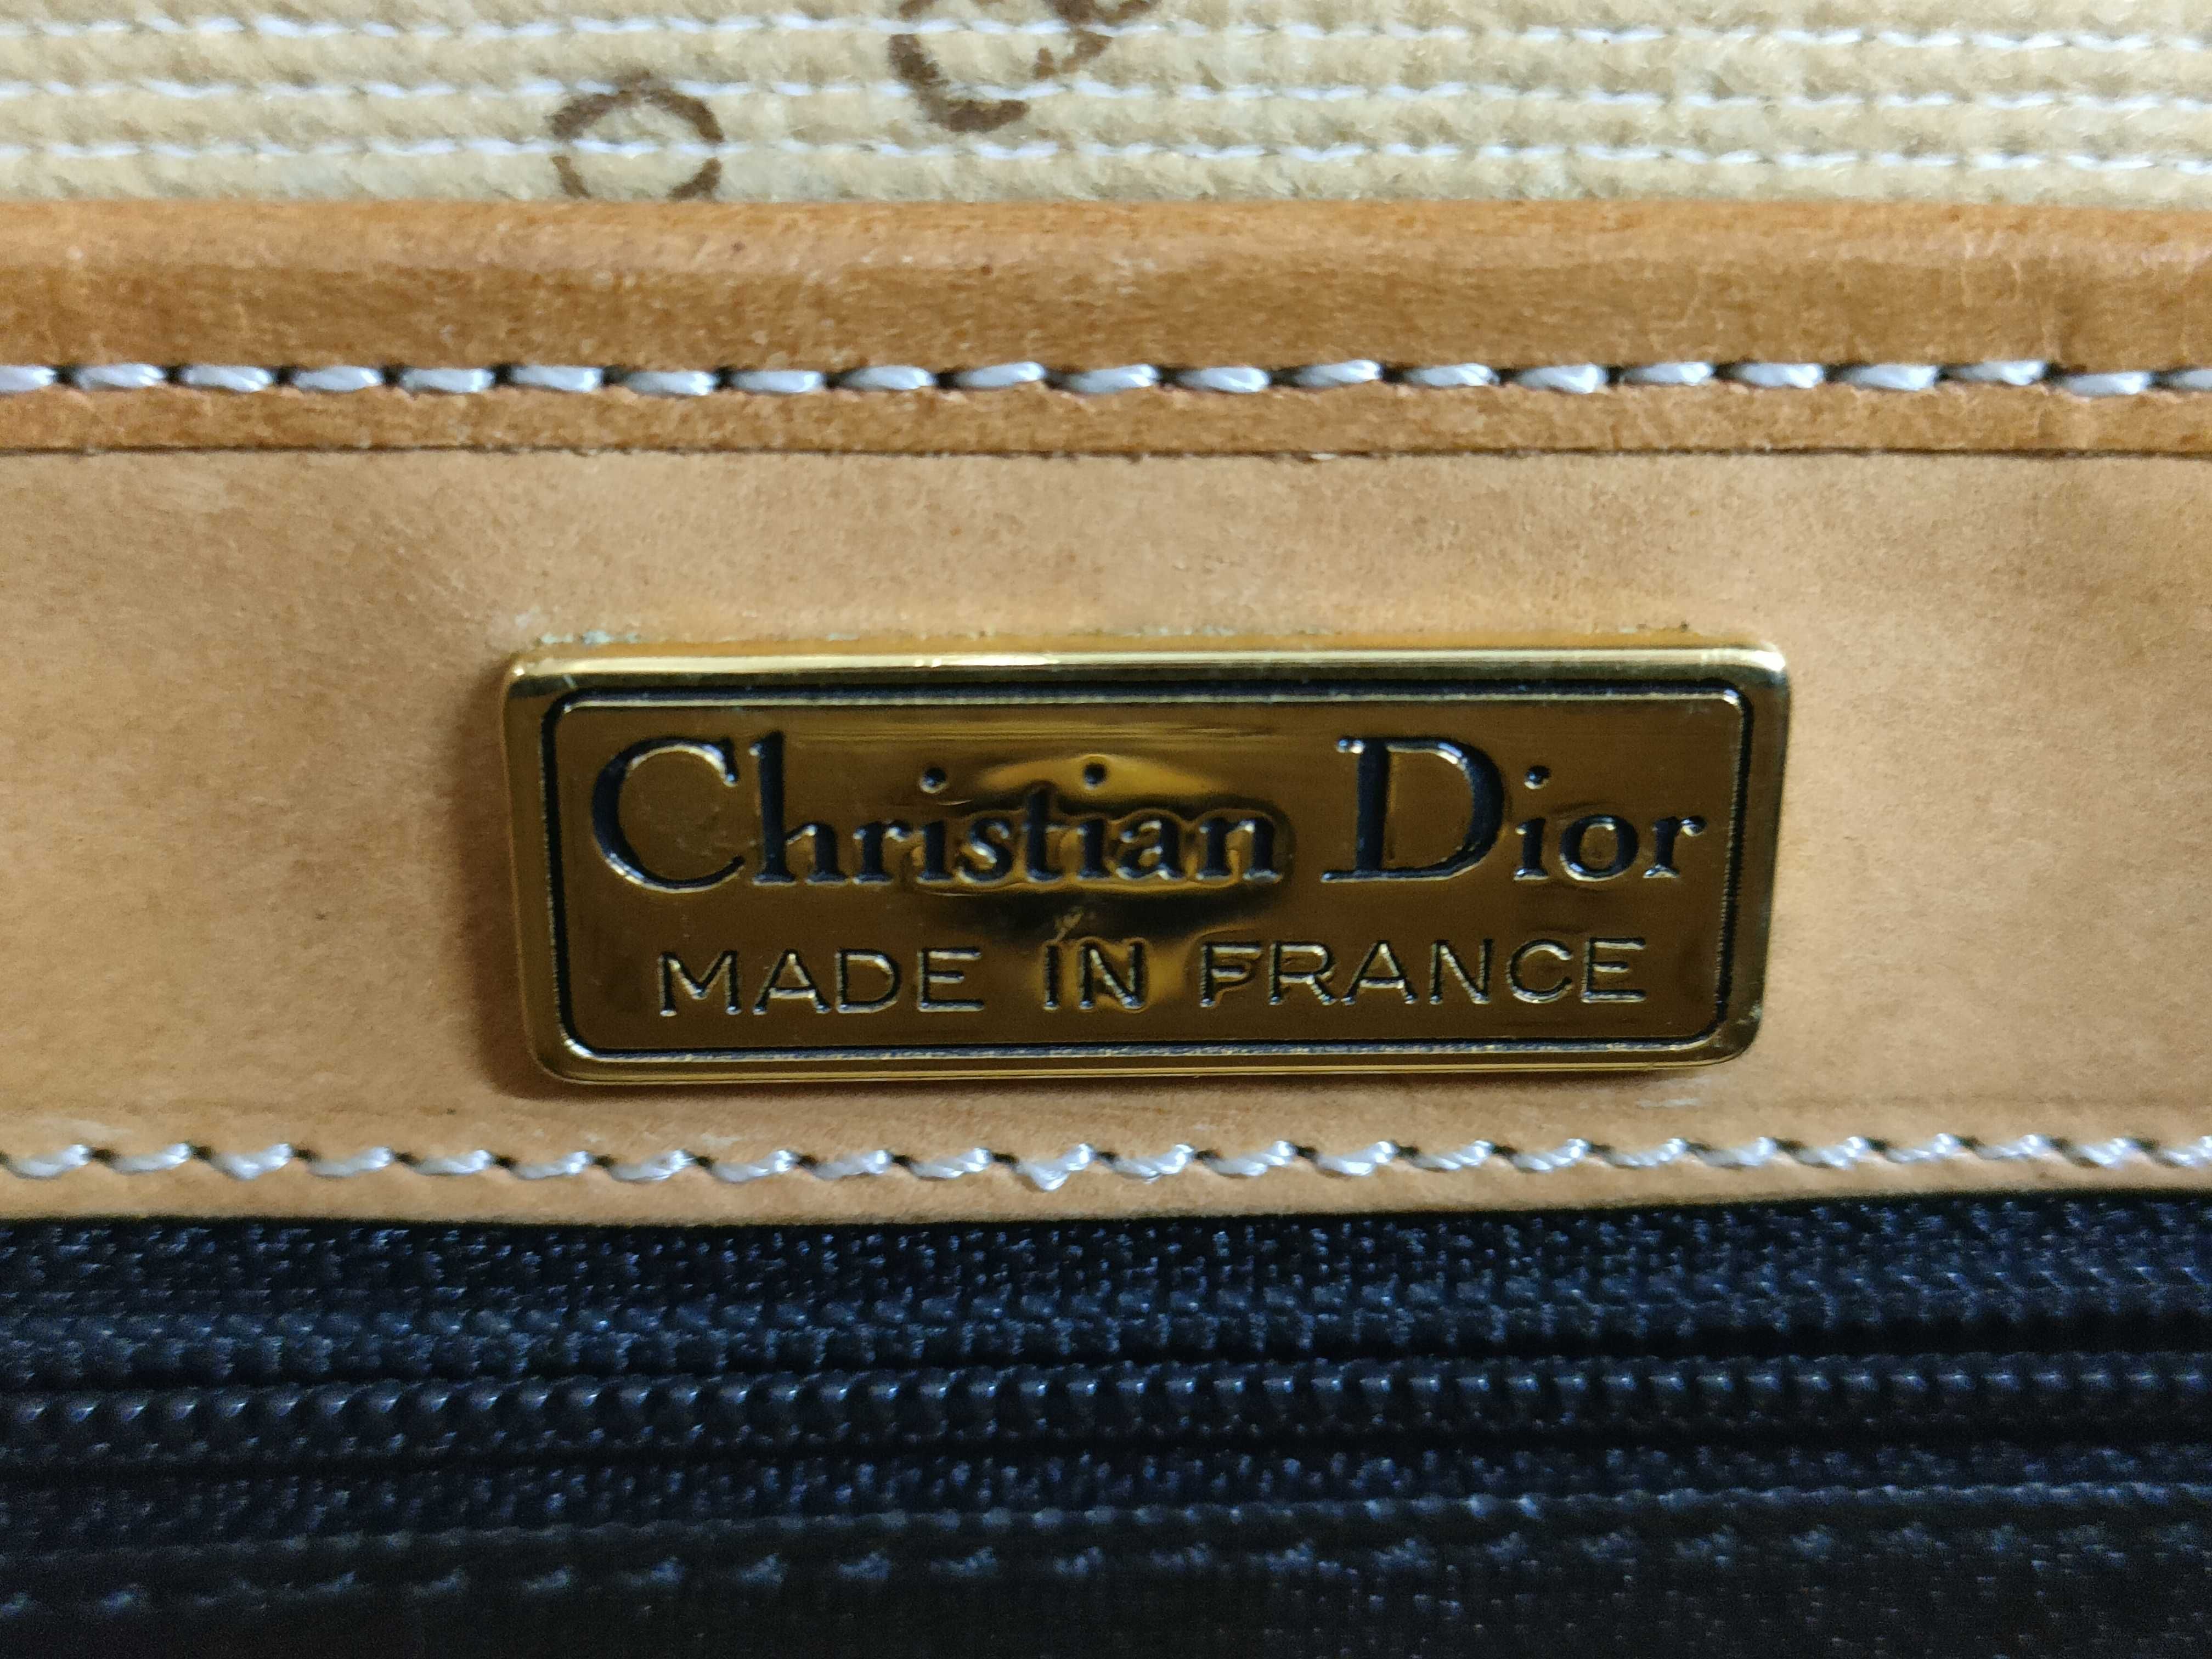 Christian Dior
MADE IN FRANCE